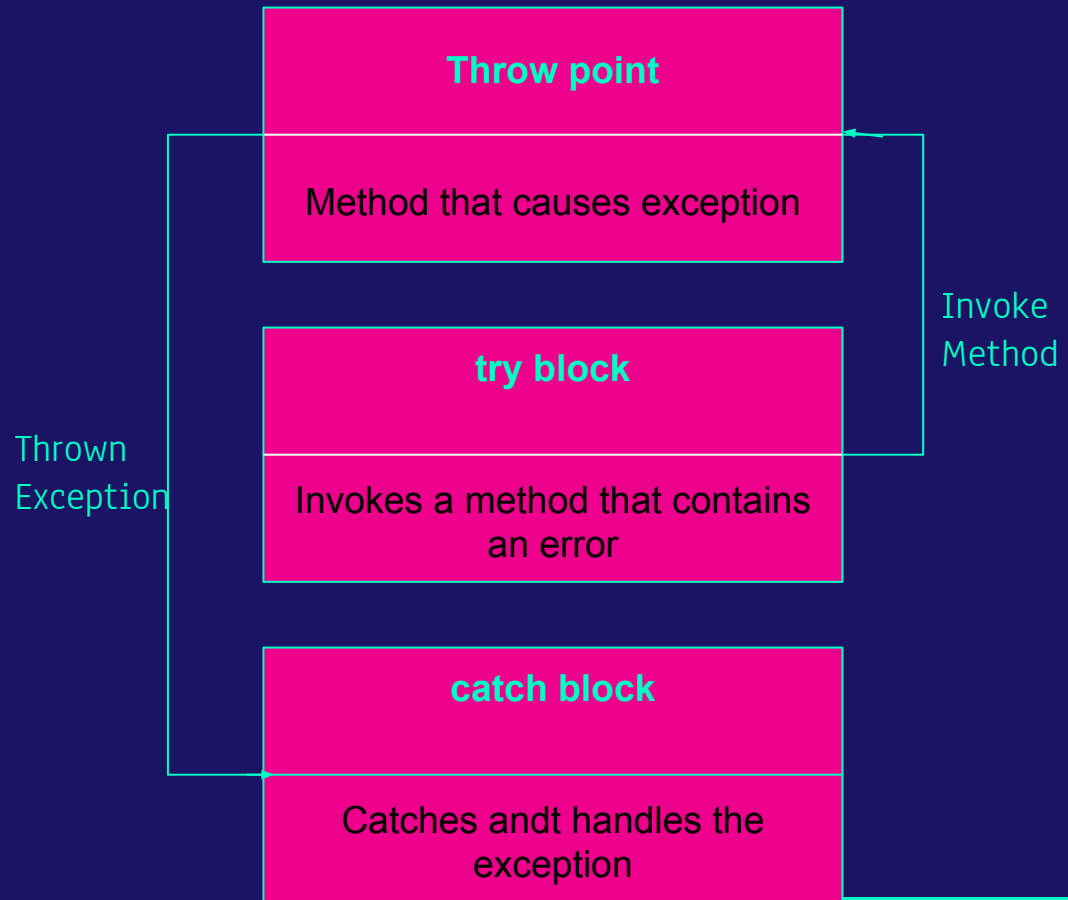 Throw point
Method that causes exception
Invoke
Method
try block
Invokes a method that contains
an error
Thrown
Exception
catch block
Catches andt handles the
exception